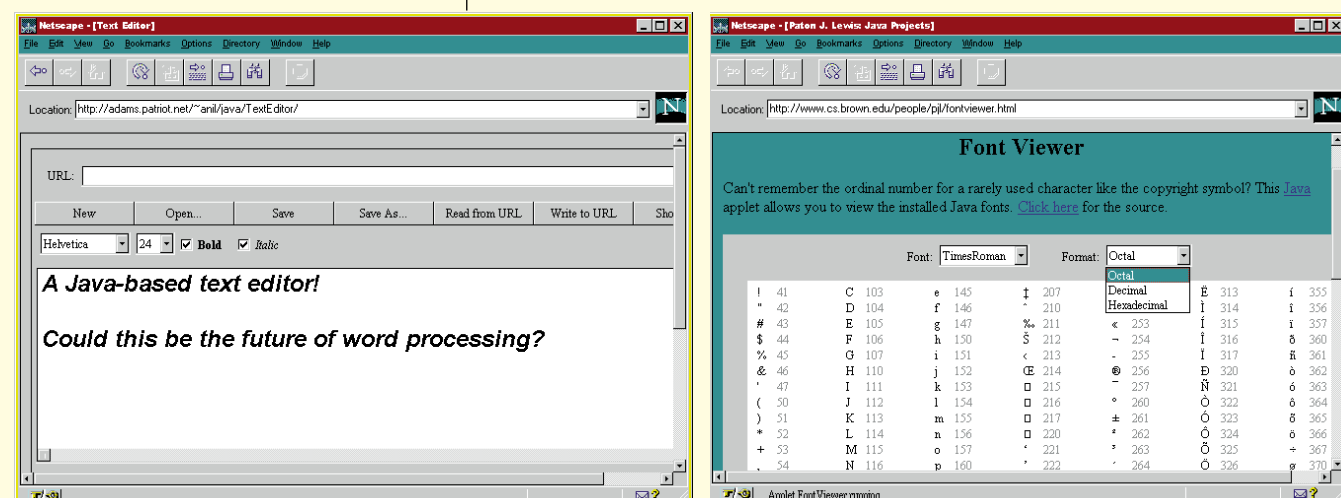 Netscape - [Text Editor]
File Edit View Go Bookmarks Options Directory Window Help
Location: http://adams.patriot.net/~anil/java/TextEditor/
N
URL:
New Open... Save Save As... Read from URL Write to URL Sho
Helvetica 24 Bold Italic
A Java-based text editor!
Could this be the future of word processing?
Netscape - [Paton J. Lewis: Java Projects]
File Edit View Go Bookmarks Options Directory Window Help
Location: http://www.cs.brown.edu/people/pjl/fontviewer.html
N
Font Viewer
Can't remember the ordinal number for a rarely used character like the copyright symbol? This Java
applet allows you to view the installed Java fonts. Click here for the source.
Font: TimesRoman Format: Octal
Octal
Decimal
Hexadecimal
! 41 C 103 e 145 ‡ 207 Ë 313 í 355
" 42 D 104 f 146 ˆ 210 Ì 314 î 356
# 43 E 105 g 147 ‰ 211 « 253 Í 315 ï 357
$ 44 F 106 h 150 Š 212 ¬ 254 Î 316 ð 360
% 45 G 107 i 151 ‹ 213 - 255 Ï 317 ñ 361
& 46 H 110 j 152 Œ 214 ® 256 Ð 320 ò 362
' 47 I 111 k 153 215 ¯ 257 Ñ 321 ó 363
( 50 J 112 l 154 216 ° 260 Ò 322 ô 364
) 51 K 113 m 155 217 ± 261 Ó 323 õ 365
* 52 L 114 n 156 220 ² 262 Ô 324 ö 366
+ 53 M 115 o 157 ‘ 221 ³ 263 Õ 325 ÷ 367
, 54 N 116 p 160 ’ 222 ´ 264 Ö 326 ø 370
Applet FontViewer running